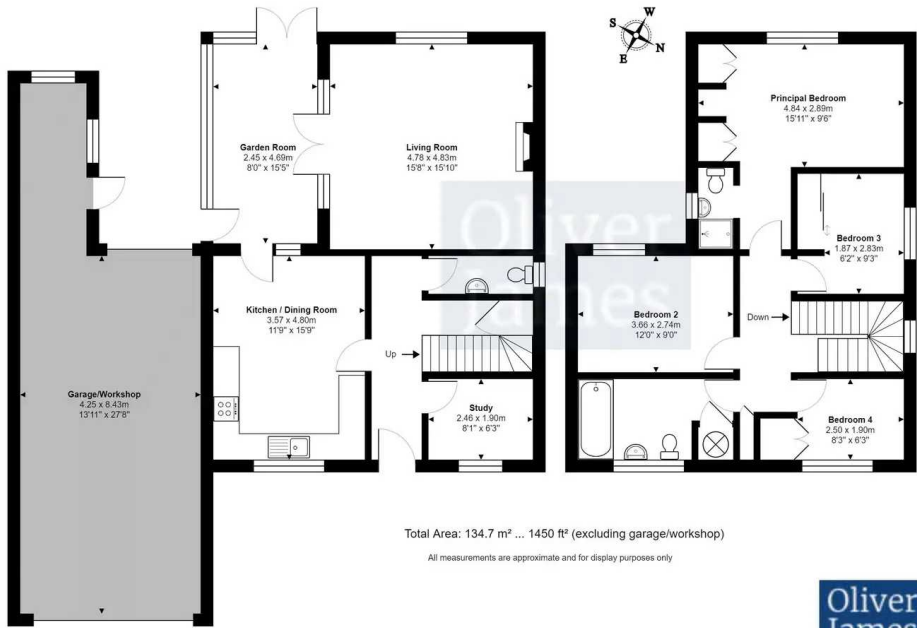 W
S
N
E
Garden Room
2.45 x 4.69m
8'0" x 15'5"
Living Room
4.78 x 4.83m
15'8" x 15'10"
Principal Bedroom
4.84 x 2.89m
15'11" x 9'6"
Bedroom 3
1.87 x 2.83m
6'2" x 9'3"
Oliver
James
Kitchen / Dining Room
3.57 x 4.80m
11'9" x 15'9"
Up
Bedroom 2
3.66 x 2.74m
12'0" x 9'0"
Down
Garage/Workshop
4.25 x 8.43m
13'11" x 27'8"
Study
2.46 x 1.90m
8'1" x 6'3"
Bedroom 4
2.50 x 1.90m
8'3" x 6'3"
Total Area: 134.7 m² ... 1450 ft² (excluding garage/workshop)
All measurements are approximate and for display purposes only
Oliver
James